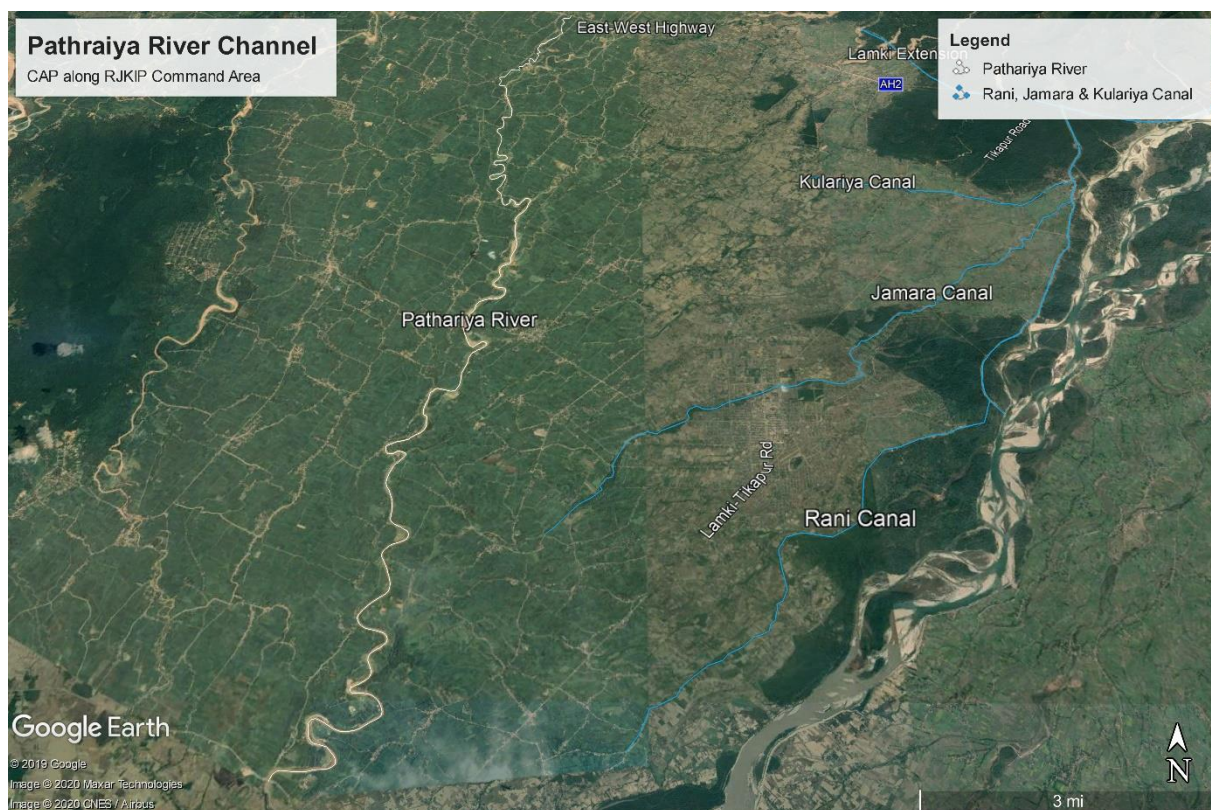 Pathraiya River Channel
CAP along RJKIP Command Area
East-West Highway
Lamki Extension
AH2
Legend
Pathariya River
Rani, Jamara & Kulariya Canal
Tikapur Road
Kulariya Canal
Jamara Canal
Pathariya River
Lamki-Tikapur Rd
Rani Canal
Google Earth
© 2019 Google
Image © 2020 Maxar Technologies
Image © 2020 CNES / Airbus
N
3 mi